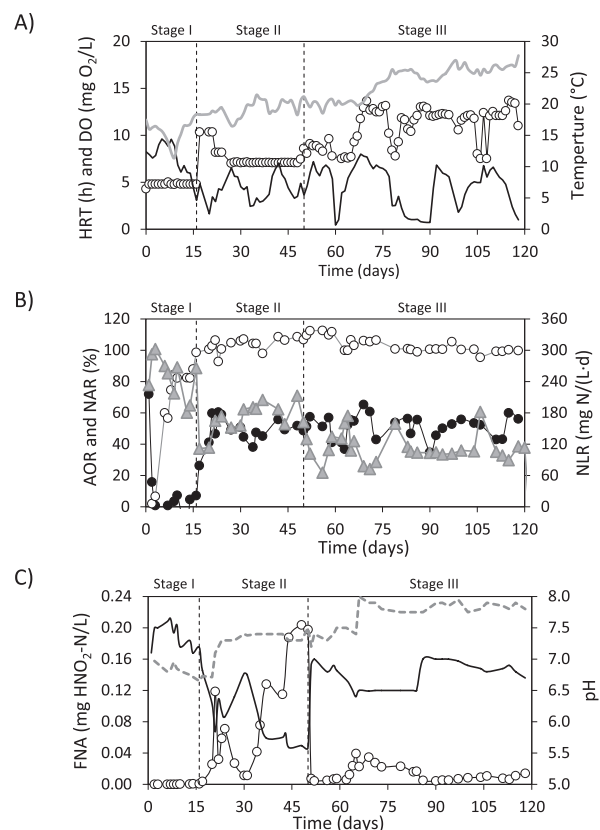 A)
Stage I Stage II Stage III
20 30
15 25
20
10 15
10
5
5
0 0
0 15 30 45 60 75 90 105 120
HRT (h) and DO (mg O₂/L)
Temperture (°C)
Time (days)
B)
Stage I Stage II Stage III
120 360
100 300
80 240
60 180
40 120
20 60
0 0
0 15 30 45 60 75 90 105 120
AOR and NAR (%)
NLR (mg N/(L·d)
Time (days)
C)
Stage I Stage II Stage III
0.24 8.0
0.20 7.5
0.16 7.0
6.5
0.12
6.0
0.08
0.04 5.5
0.00 5.0
0 15 30 45 60 75 90 105 120
FNA (mg HNO₂-N/L)
pH
Time (days)